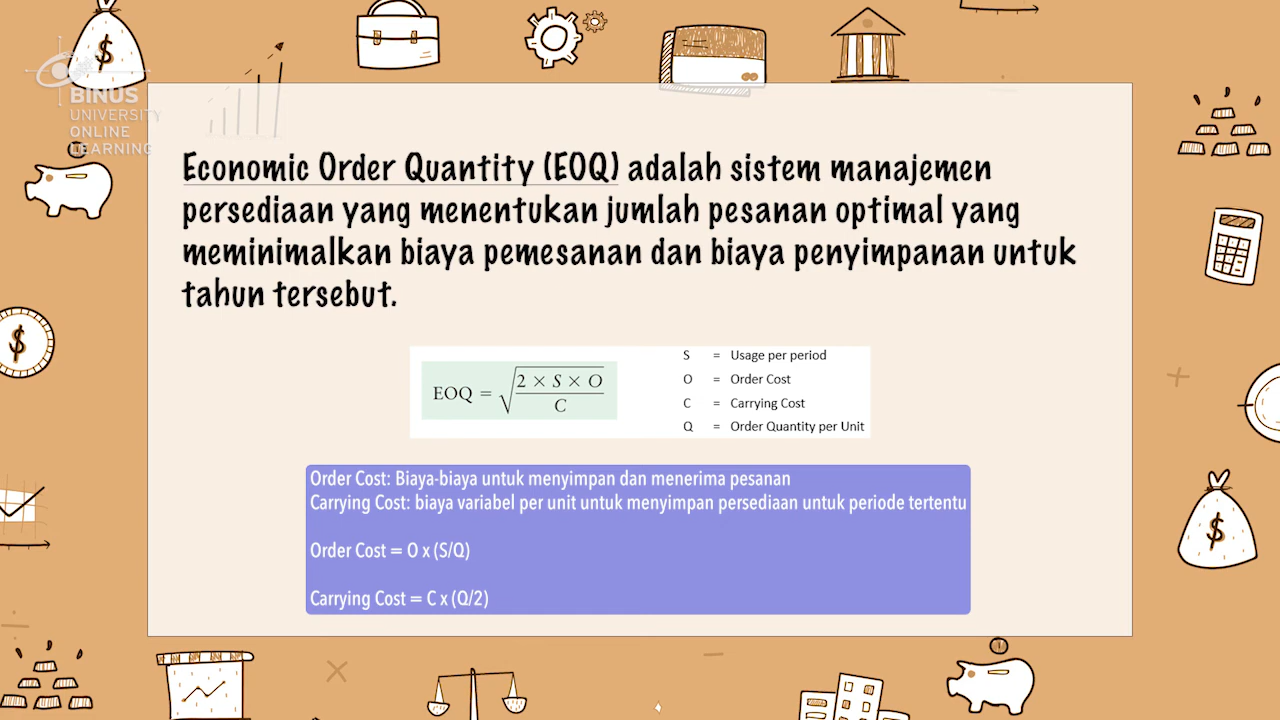 BINUS
UNIVERSITY
ONLINE
LEARNING
Economic Order Quantity (EOQ) adalah sistem manajemen
persediaan yang menentukan jumlah pesanan optimal yang
meminimalkan biaya pemesanan dan biaya penyimpanan untuk
tahun tersebut.
EOQ = √(2 × S × O / C)
S = Usage per period
O = Order Cost
C = Carrying Cost
Q = Order Quantity per Unit
Order Cost: Biaya-biaya untuk menyimpan dan menerima pesanan
Carrying Cost: biaya variabel per unit untuk menyimpan persediaan untuk periode tertentu
Order Cost = O x (S/Q)
Carrying Cost = C x (Q/2)